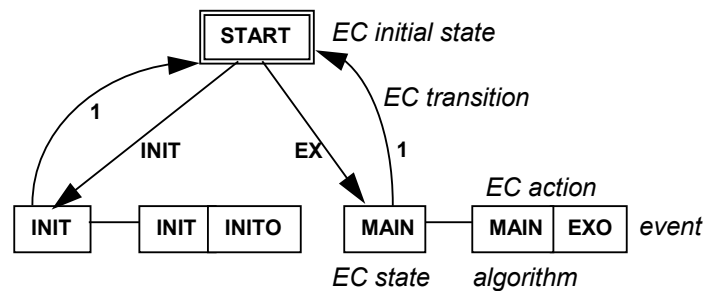 START EC initial state
EC transition
1
INIT EX 1
EC action
INIT INIT INITO MAIN MAIN EXO event
EC state algorithm